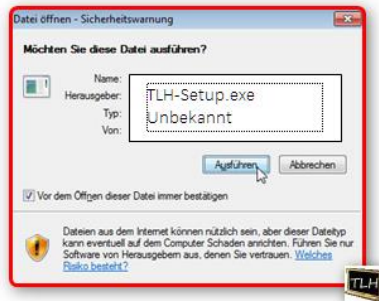 Datei öffnen - Sicherheitswarnung
Möchten Sie diese Datei ausführen?
Name:
Herausgeber: TLH-Setup.exe
Typ: Unbekannt
Von:
Ausführen Abbrechen
Vor dem Öffnen dieser Datei immer bestätigen
Dateien aus dem Internet können nützlich sein, aber dieser Dateityp
kann eventuell auf dem Computer Schaden anrichten. Führen Sie nur
Software von Herausgebern aus, denen Sie vertrauen. Welches
Risiko besteht?
TLH